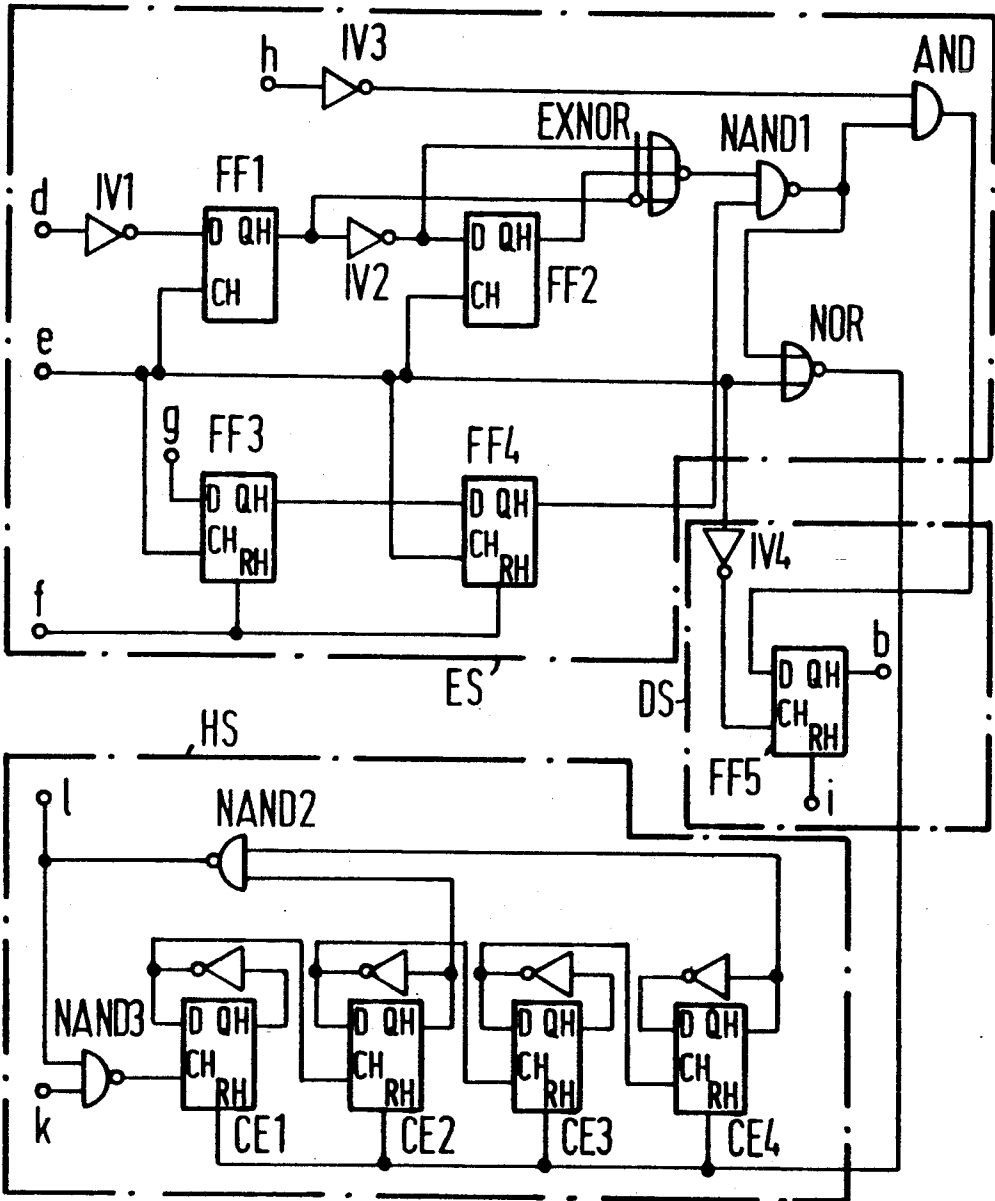 h
IV3
AND
EXNOR
NAND1
d
IV1
FF1
D QH
CH
IV2
D QH
CH
FF2
e
NOR
g
FF3
D QH
CH
RH
FF4
D QH
CH
RH
IV4
f
ES
DS
b
D QH
CH
RH
FF5
i
HS
l
NAND2
NAND3
D QH
CH
RH
D QH
CH
RH
D QH
CH
RH
D QH
CH
RH
k
CE1
CE2
CE3
CE4